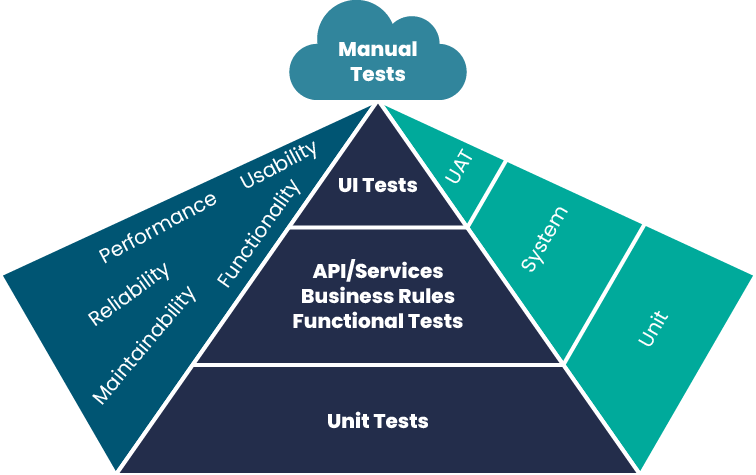 Manual
Tests
Usability
Performance
Functionality
Reliability
Maintainability
UI Tests
API/Services
Business Rules
Functional Tests
Unit Tests
UAT
System
Unit